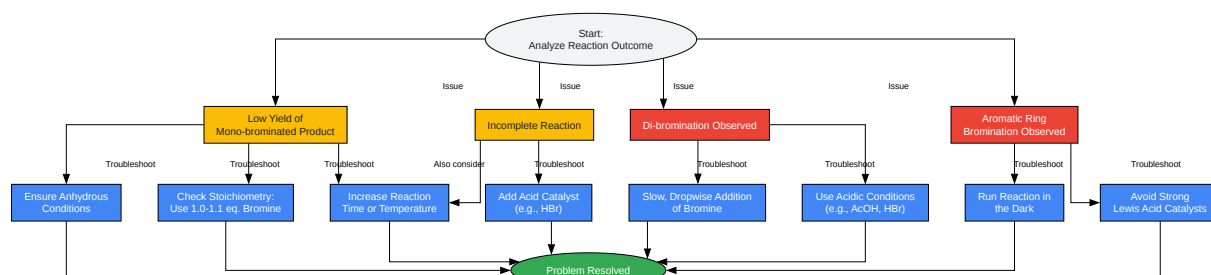 Start:
Analyze Reaction Outcome
Issue
Issue
Issue
Issue
Low Yield of
Mono-brominated Product
Incomplete Reaction
Di-bromination Observed
Aromatic Ring
Bromination Observed
Troubleshoot
Troubleshoot
Troubleshoot
Also consider
Troubleshoot
Troubleshoot
Troubleshoot
Troubleshoot
Troubleshoot
Ensure Anhydrous
Conditions
Check Stoichiometry:
Use 1.0-1.1 eq. Bromine
Increase Reaction
Time or Temperature
Add Acid Catalyst
(e.g., HBr)
Slow, Dropwise Addition
of Bromine
Use Acidic Conditions
(e.g., AcOH, HBr)
Run Reaction in
the Dark
Avoid Strong
Lewis Acid Catalysts
Problem Resolved